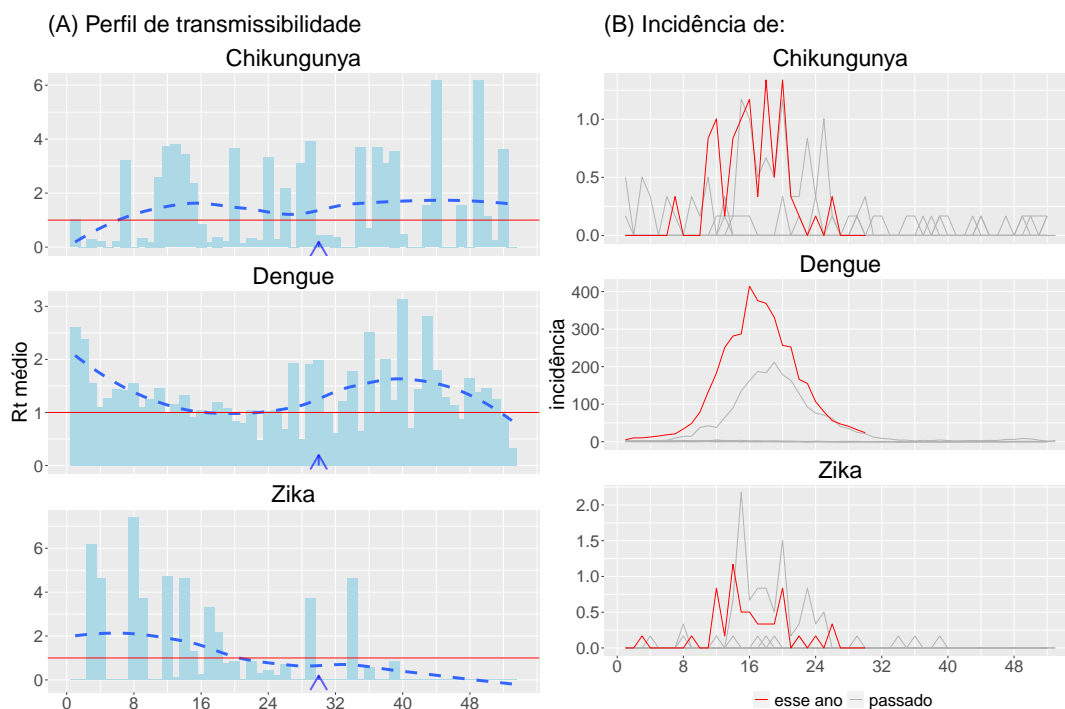 (A) Perfil de transmissibilidade
Chikungunya
6
4
2
0
Dengue
3
2
1
0
Rt médio
Zika
6
4
2
0
0 8 16 24 32 40 48
(B) Incidência de:
Chikungunya
1.0
0.5
0.0
Dengue
400
300
200
100
0
incidência
Zika
2.0
1.5
1.0
0.5
0.0
0 8 16 24 32 40 48
esse ano passado